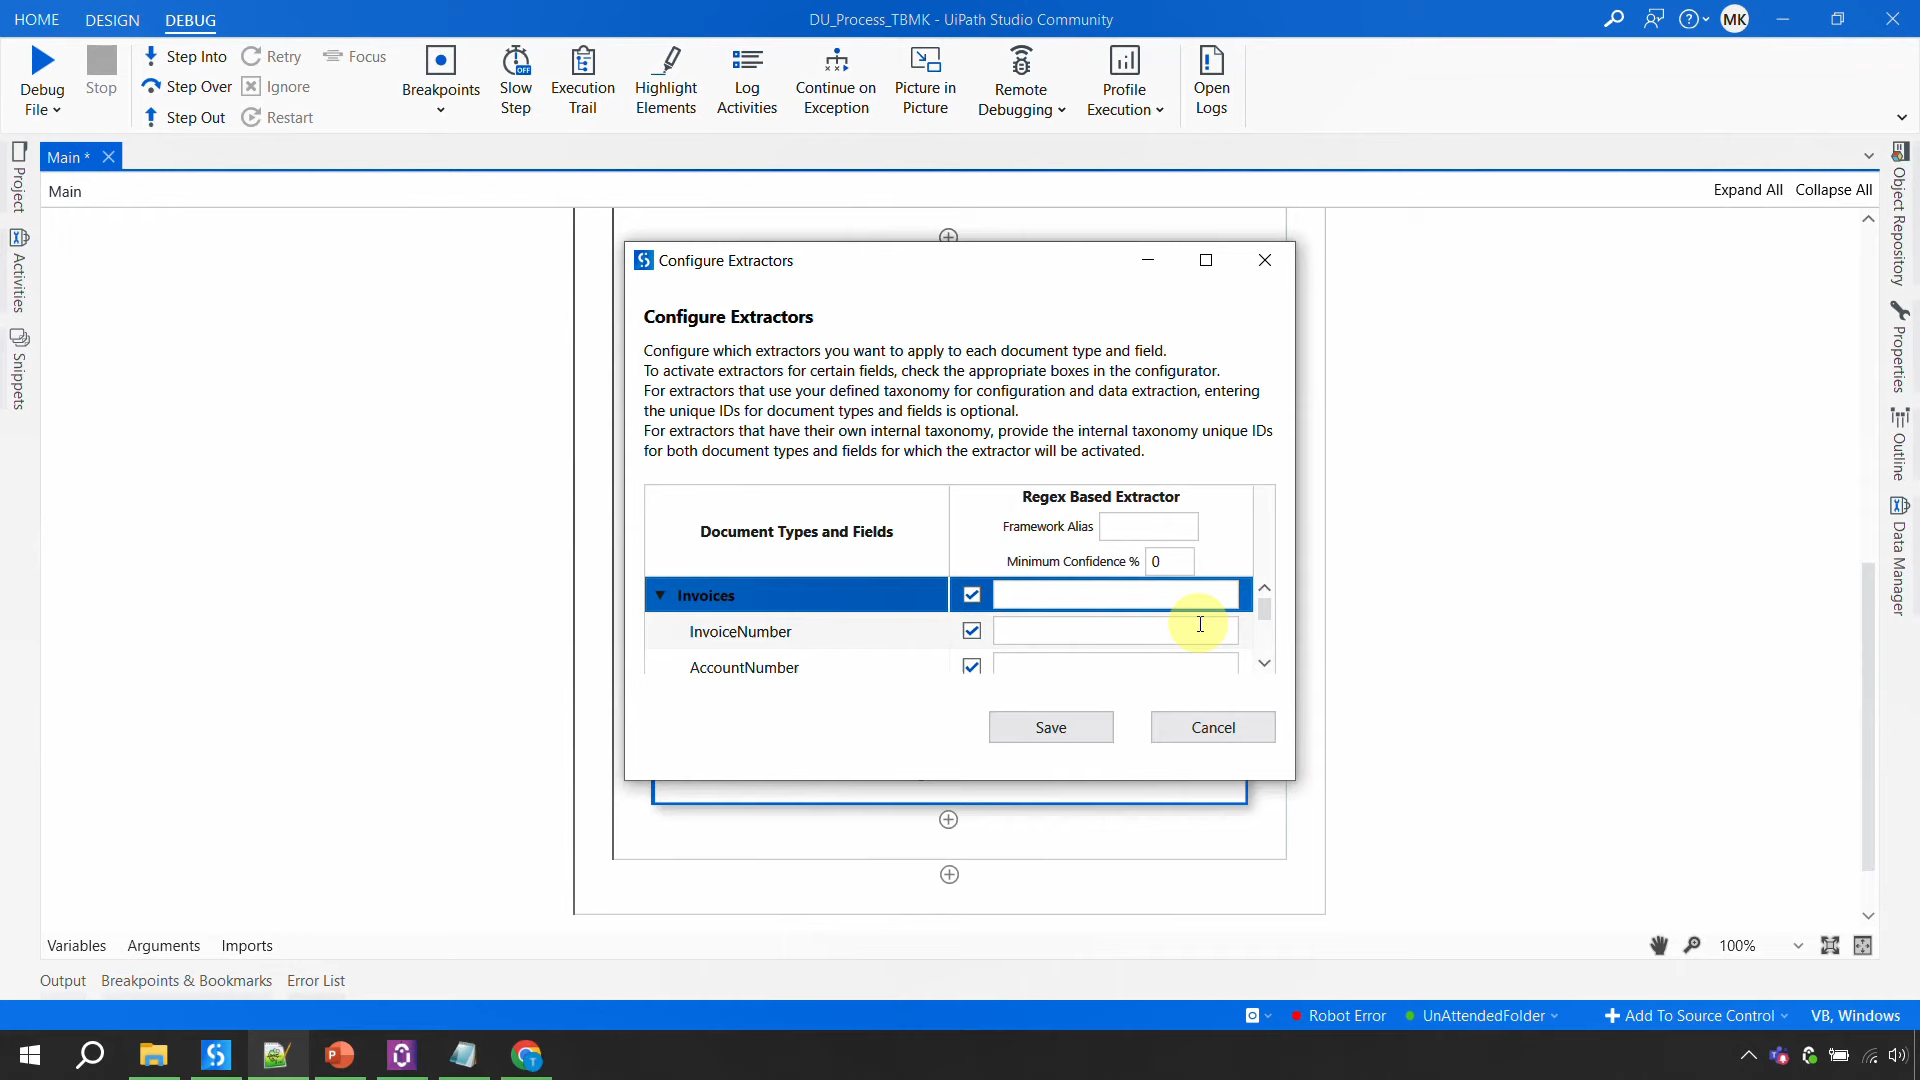 HOME DESIGN DEBUG
DU_Process_TBMK - UiPath Studio Community
MK
Debug
File
Stop
Step Into
Step Over
Step Out
Retry
Ignore
Restart
Focus
Breakpoints
Slow
Step
OFF
Execution
Trail
Highlight
Elements
Log
Activities
Continue on
Exception
Picture in
Picture
Remote
Debugging
Profile
Execution
Open
Logs
Main *
Main
Expand All Collapse All
Project
Activities
Snippets
Object Repository
Properties
Outline
Data Manager
Configure Extractors
Configure Extractors
Configure which extractors you want to apply to each document type and field.
To activate extractors for certain fields, check the appropriate boxes in the configurator.
For extractors that use your defined taxonomy for configuration and data extraction, entering
the unique IDs for document types and fields is optional.
For extractors that have their own internal taxonomy, provide the internal taxonomy unique IDs
for both document types and fields for which the extractor will be activated.
Document Types and Fields
Regex Based Extractor
Framework Alias
Minimum Confidence % 0
Invoices
InvoiceNumber
AccountNumber
Save Cancel
Variables Arguments Imports
100%
Output Breakpoints & Bookmarks Error List
Robot Error UnAttendedFolder Add To Source Control VB, Windows